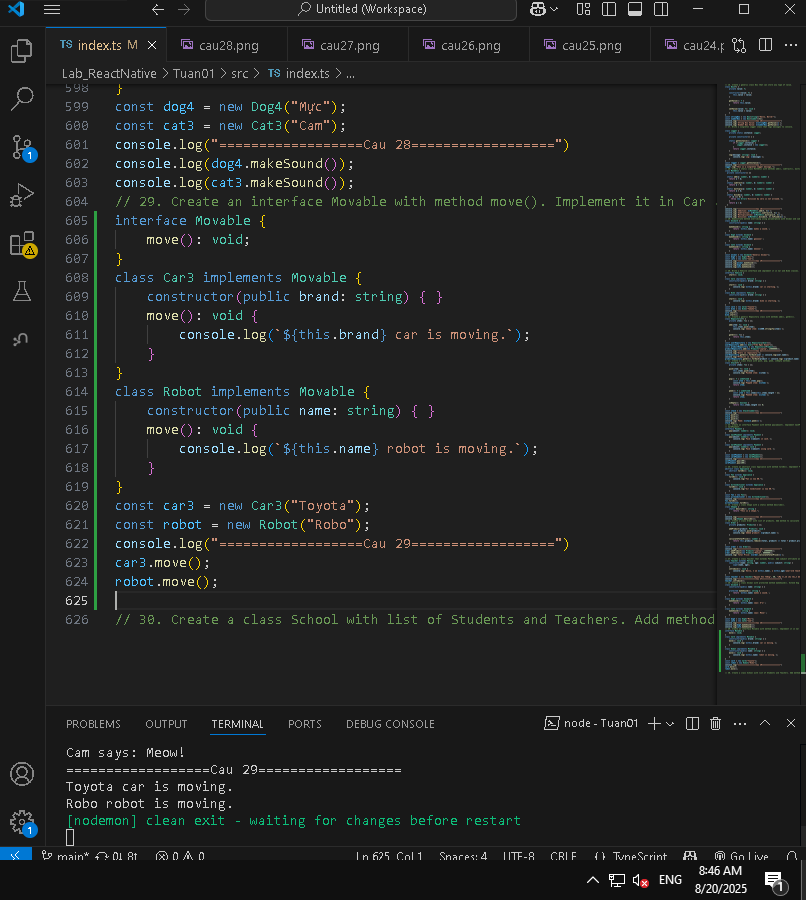 Untitled (Workspace)
TS index.ts M
cau28.png
cau27.png
cau26.png
cau25.png
cau24.p
Lab_ReactNative > Tuan01 > src > TS index.ts > ...
598 }
599 const dog4 = new Dog4("Mực");
600 const cat3 = new Cat3("Cam");
601 console.log("==================Cau 28==================")
602 console.log(dog4.makeSound());
603 console.log(cat3.makeSound());
604 // 29. Create an interface Movable with method move(). Implement it in Car
605 interface Movable {
606 move(): void;
607 }
608 class Car3 implements Movable {
609 constructor(public brand: string) { }
610 move(): void {
611 console.log(`${this.brand} car is moving.`);
612 }
613 }
614 class Robot implements Movable {
615 constructor(public name: string) { }
616 move(): void {
617 console.log(`${this.name} robot is moving.`);
618 }
619 }
620 const car3 = new Car3("Toyota");
621 const robot = new Robot("Robo");
622 console.log("==================Cau 29==================")
623 car3.move();
624 robot.move();
625
626 // 30. Create a class School with list of Students and Teachers. Add method
PROBLEMS OUTPUT TERMINAL PORTS DEBUG CONSOLE
node - Tuan01
Cam says: Meow!
==================Cau 29==================
Toyota car is moving.
Robo robot is moving.
[nodemon] clean exit - waiting for changes before restart
main* 0↓ 8↑ 0 0 Ln 625, Col 1 Spaces: 4 UTF-8 CRLF {} TypeScript Go Live
ENG
8:46 AM
8/20/2025
1